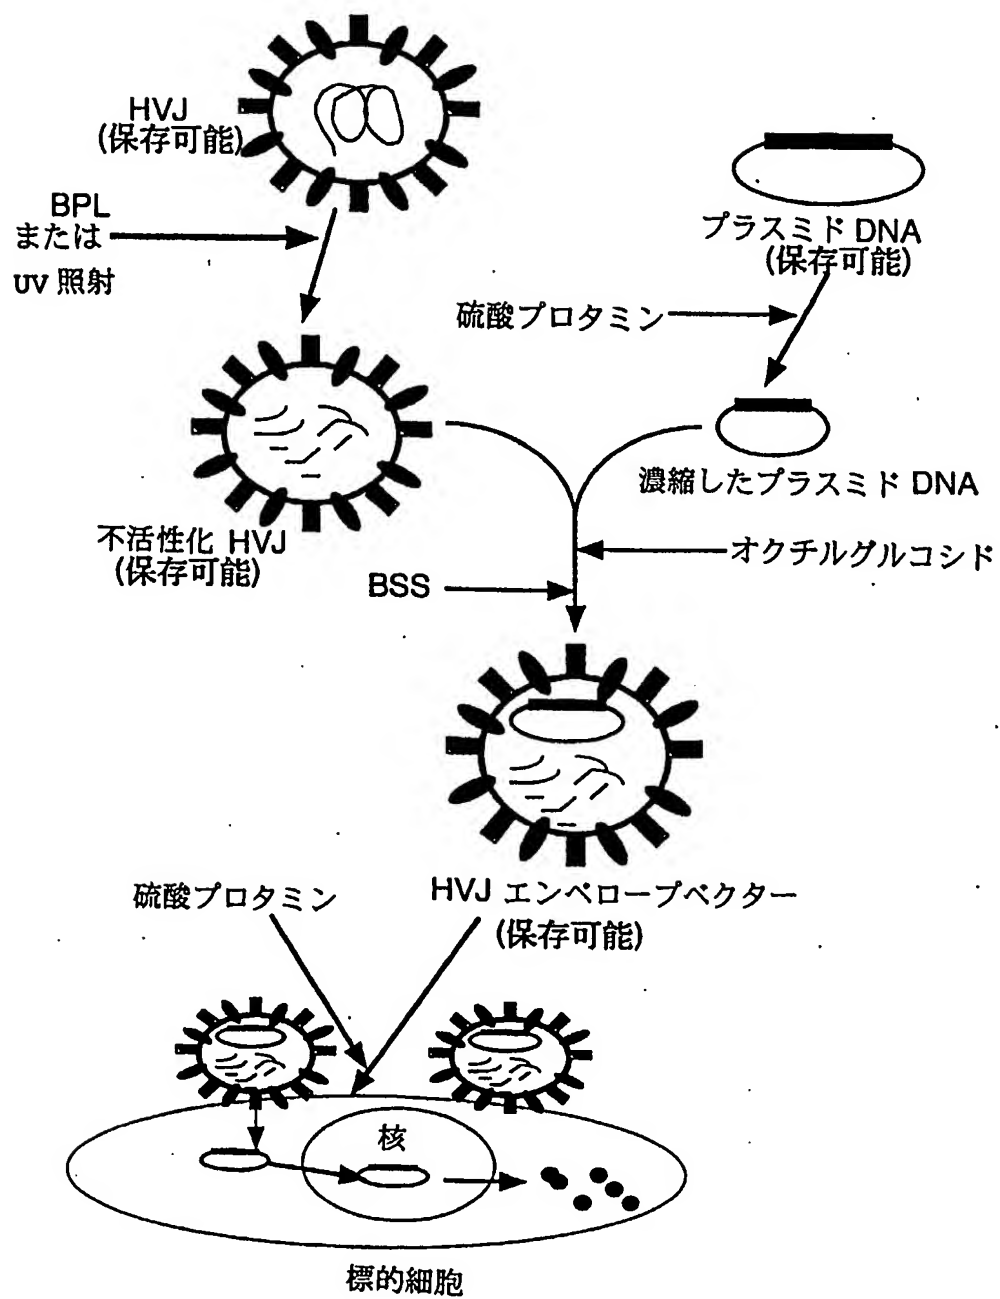 HVJ
(保存可能)
BPL
または
UV 照射
プラスミド DNA
(保存可能)
硫酸プロタミン
濃縮したプラスミド DNA
不活性化 HVJ
(保存可能)
オクチルグルコシド
BSS
HVJ エンベロープベクター
(保存可能)
硫酸プロタミン
核
標的細胞